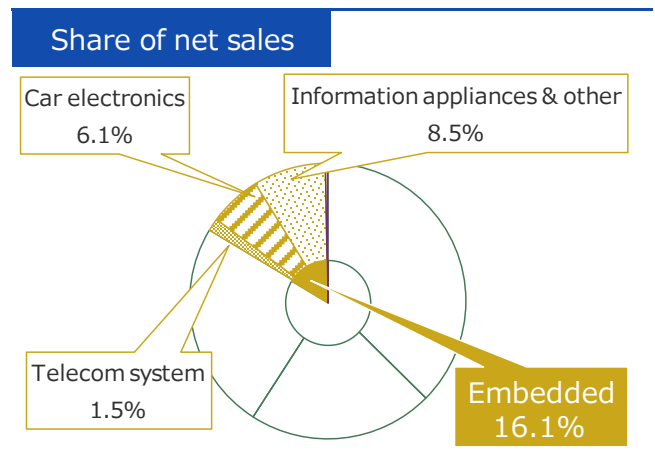 Share of net sales
Car electronics
6.1%
Information appliances & other
8.5%
Telecom system
1.5%
Embedded
16.1%